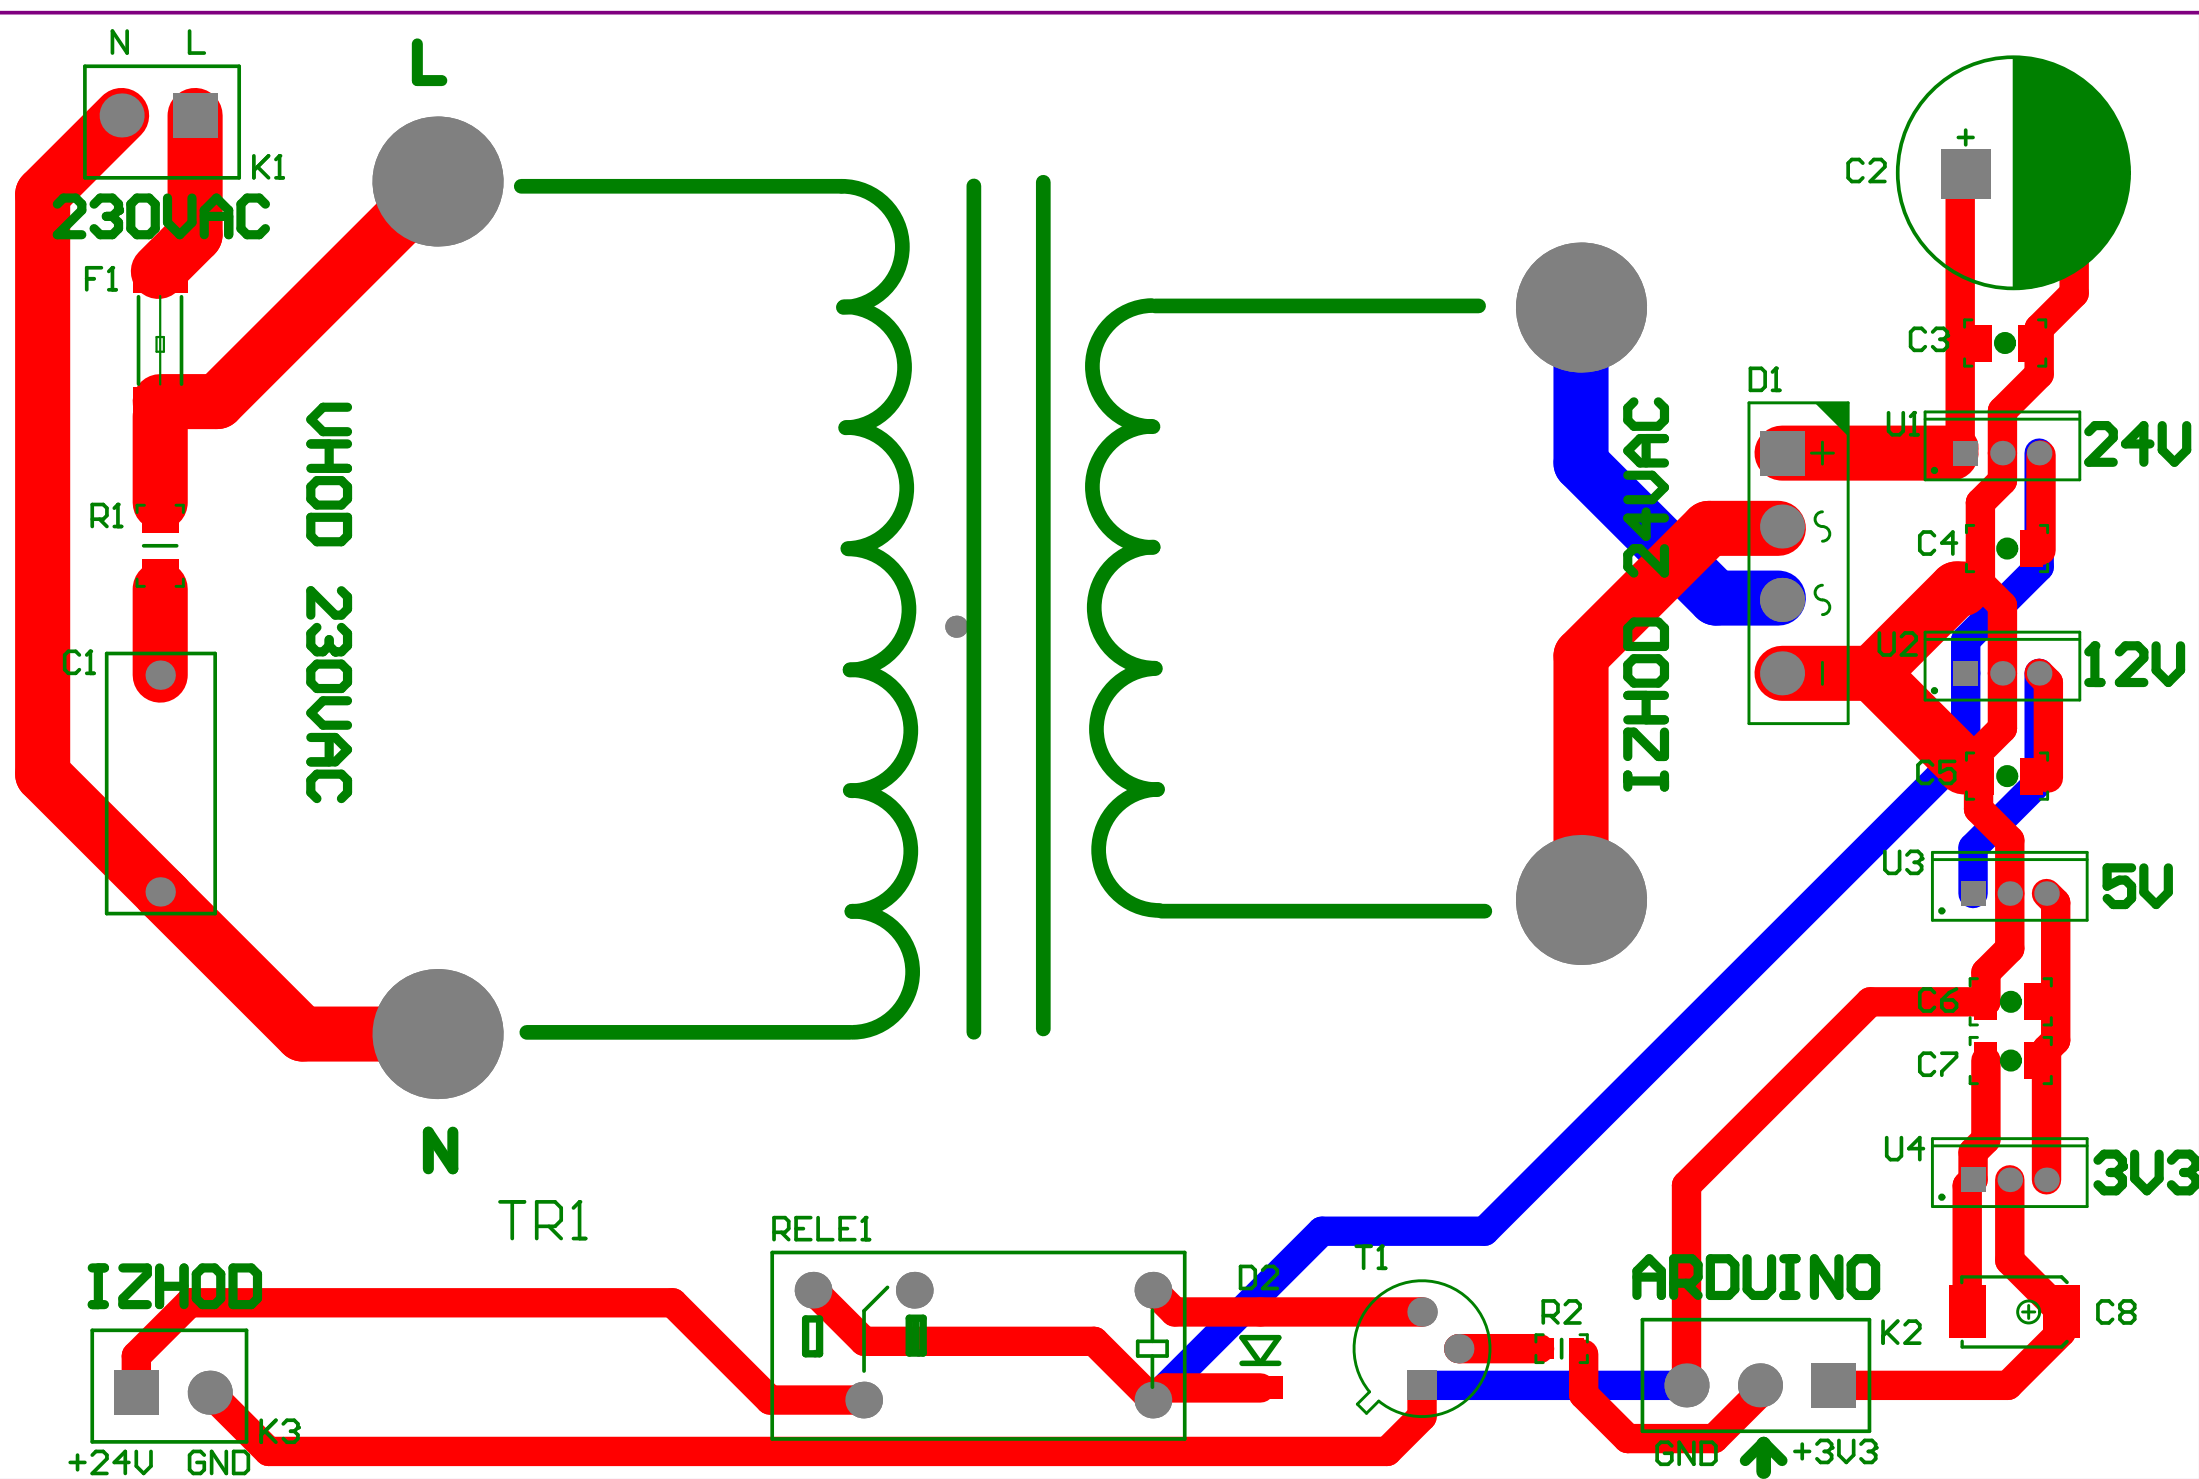 N L
L
K1
230VAC
F1
C2
+
C3
D1
U1
24V
+
VHOD 230VAC
IZHOD 24VAC
R1
C4
C1
U2
12V
C5
U3
5V
C6
C7
N
U4
3V3
TR1
RELE1
T1
D2
IZHOD
ARDUINO
R2
C8
K2
K3
+24V GND
GND
+3V3